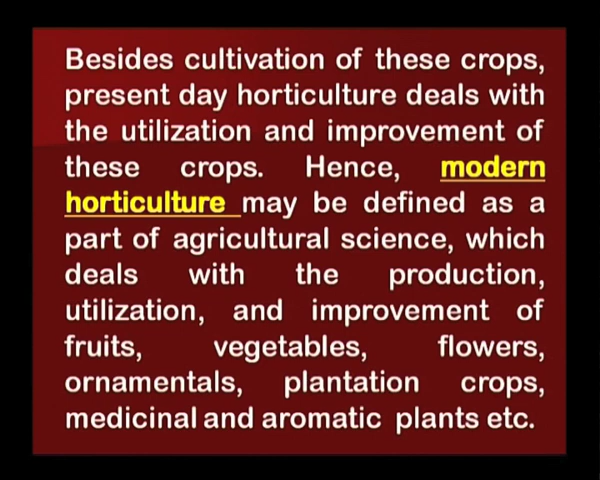 Besides cultivation of these crops,
present day horticulture deals with
the utilization and improvement of
these crops. Hence, modern
horticulture may be defined as a
part of agricultural science, which
deals with the production,
utilization, and improvement of
fruits, vegetables, flowers,
ornamentals, plantation crops,
medicinal and aromatic plants etc.